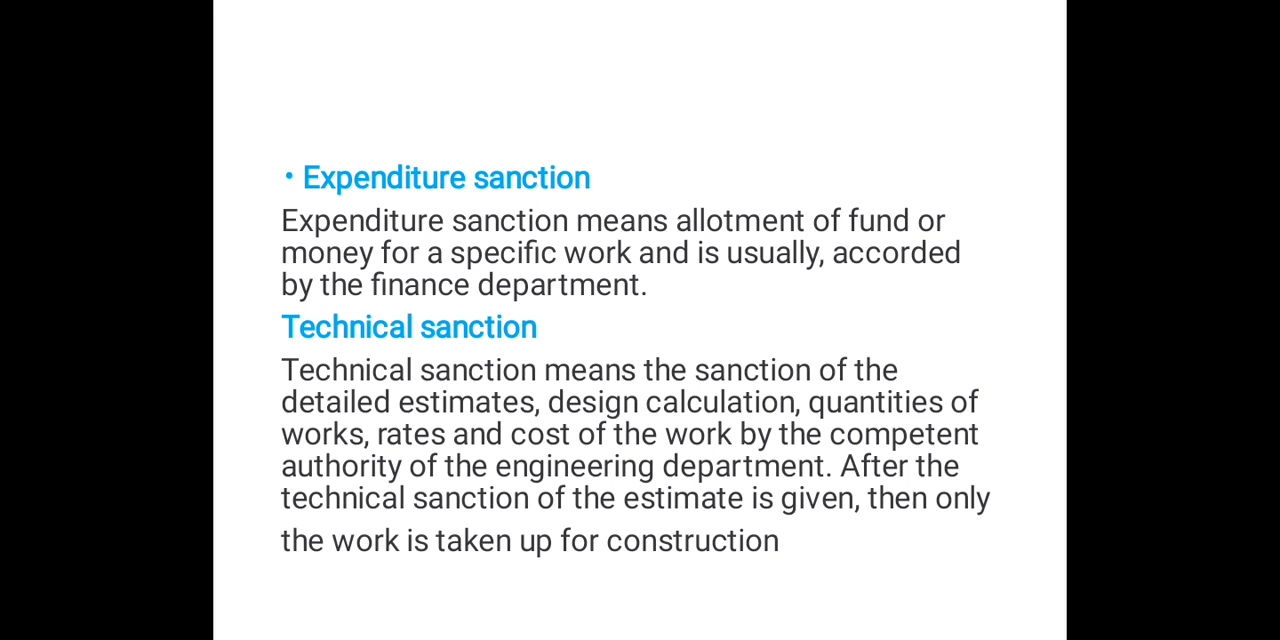 • Expenditure sanction
Expenditure sanction means allotment of fund or
money for a specific work and is usually, accorded
by the finance department.
Technical sanction
Technical sanction means the sanction of the
detailed estimates, design calculation, quantities of
works, rates and cost of the work by the competent
authority of the engineering department. After the
technical sanction of the estimate is given, then only
the work is taken up for construction